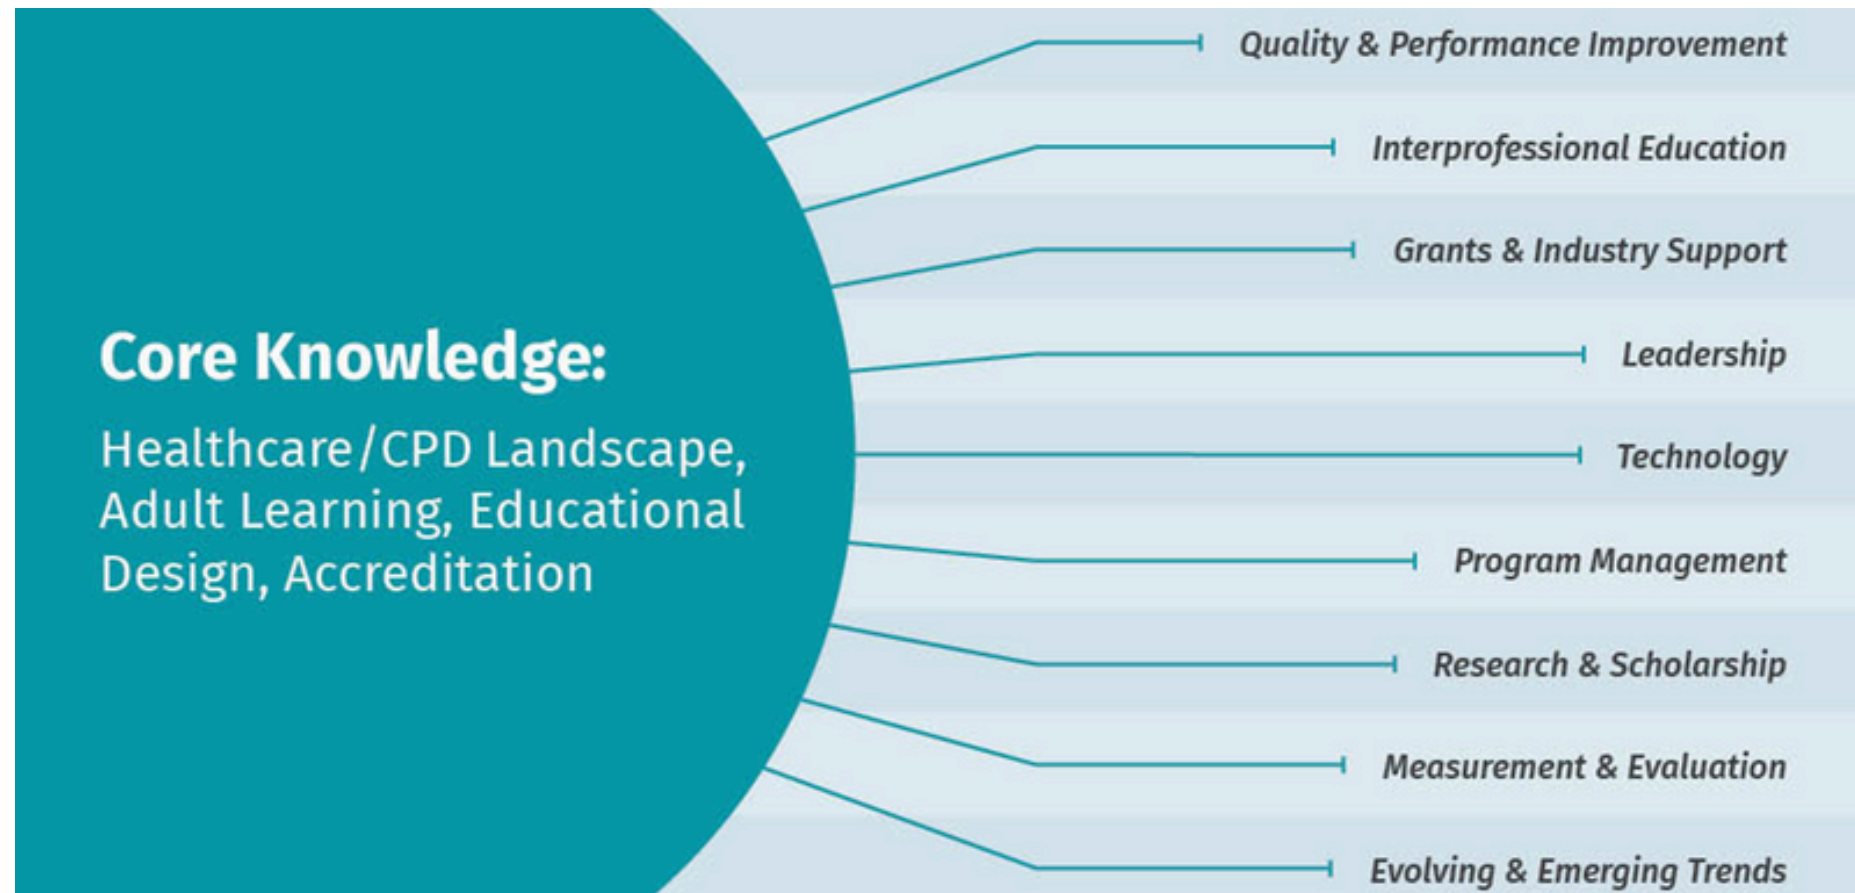 Core Knowledge:
Healthcare/CPD Landscape,
Adult Learning, Educational
Design, Accreditation
Quality & Performance Improvement
Interprofessional Education
Grants & Industry Support
Leadership
Technology
Program Management
Research & Scholarship
Measurement & Evaluation
Evolving & Emerging Trends